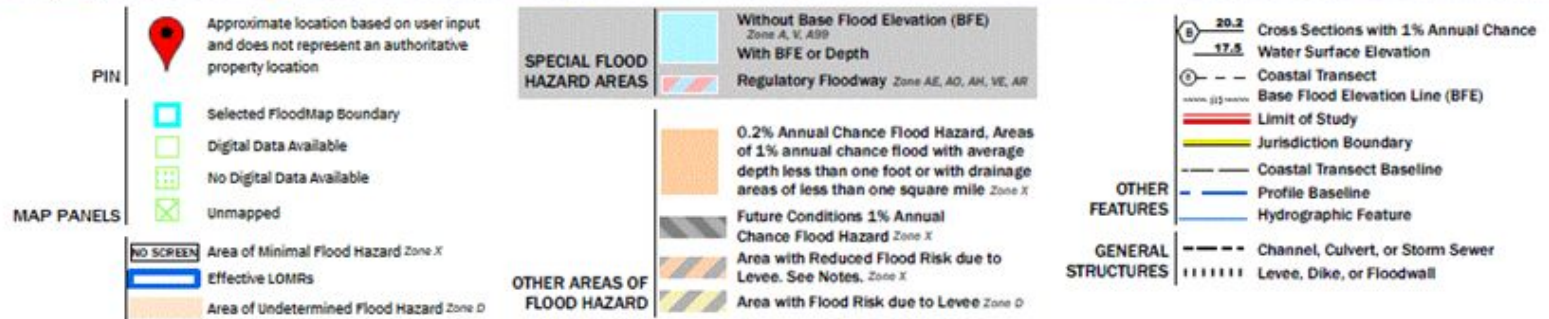 PIN
Approximate location based on user input
and does not represent an authoritative
property location
MAP PANELS
Selected FloodMap Boundary
Digital Data Available
No Digital Data Available
Unmapped
NO SCREEN Area of Minimal Flood Hazard Zone X
Effective LOMRs
Area of Undetermined Flood Hazard Zone D
SPECIAL FLOOD
HAZARD AREAS
Without Base Flood Elevation (BFE)
Zone A, V, A99
With BFE or Depth
Regulatory Floodway Zone AE, AO, AH, VE, AR
OTHER AREAS OF
FLOOD HAZARD
0.2% Annual Chance Flood Hazard, Areas
of 1% annual chance flood with average
depth less than one foot or with drainage
areas of less than one square mile Zone X
Future Conditions 1% Annual
Chance Flood Hazard Zone X
Area with Reduced Flood Risk due to
Levee. See Notes. Zone X
Area with Flood Risk due to Levee Zone D
OTHER
FEATURES
B 20.2 Cross Sections with 1% Annual Chance
17.5 Water Surface Elevation
Coastal Transect
Base Flood Elevation Line (BFE)
Limit of Study
Jurisdiction Boundary
Coastal Transect Baseline
Profile Baseline
Hydrographic Feature
GENERAL
STRUCTURES
Channel, Culvert, or Storm Sewer
Levee, Dike, or Floodwall